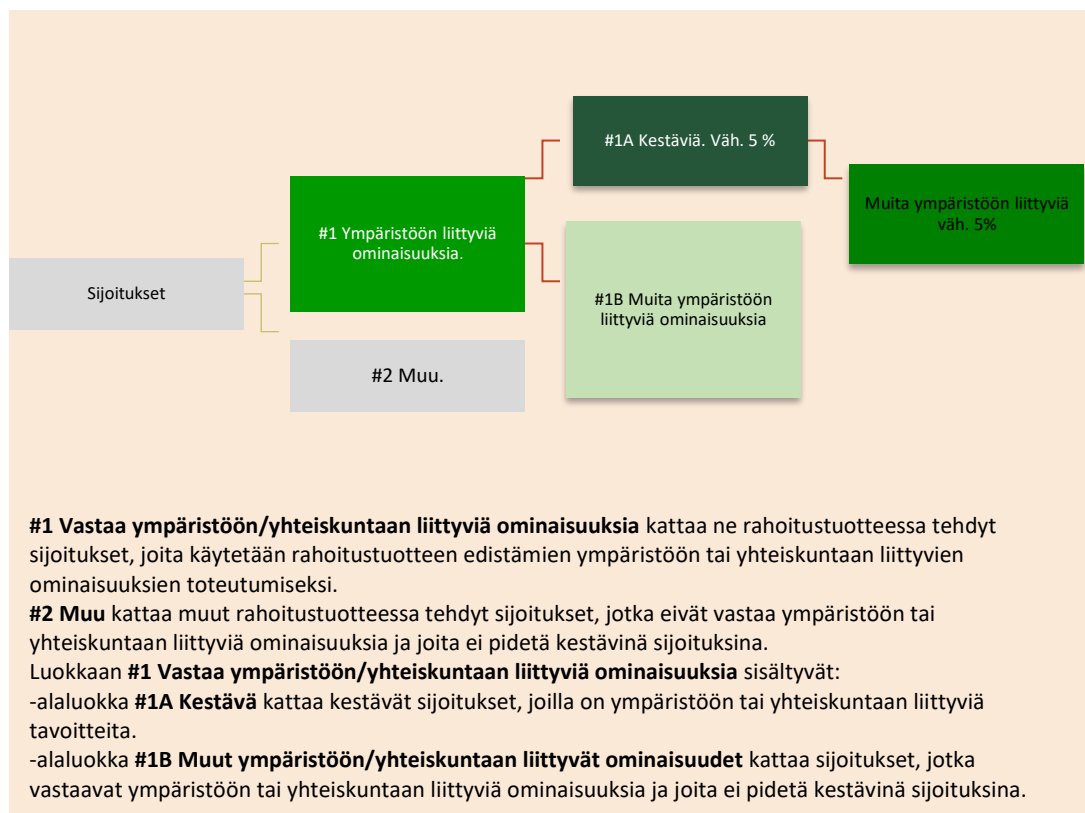 #1A Kestäviä. Väh. 5 %
Muita ympäristöön liittyviä
väh. 5%
#1 Ympäristöön liittyviä
ominaisuuksia.
Sijoitukset
#1B Muita ympäristöön
liittyviä ominaisuuksia
#2 Muu.
#1 Vastaa ympäristöön/yhteiskuntaan liittyviä ominaisuuksia kattaa ne rahoitustuotteessa tehdyt
sijoitukset, joita käytetään rahoitustuotteen edistämien ympäristöön tai yhteiskuntaan liittyvien
ominaisuuksien toteutumiseksi.
#2 Muu kattaa muut rahoitustuotteessa tehdyt sijoitukset, jotka eivät vastaa ympäristöön tai
yhteiskuntaan liittyviä ominaisuuksia ja joita ei pidetä kestävinä sijoituksina.
Luokkaan #1 Vastaa ympäristöön/yhteiskuntaan liittyviä ominaisuuksia sisältyvät:
-alaluokka #1A Kestävä kattaa kestävät sijoitukset, joilla on ympäristöön tai yhteiskuntaan liittyviä
tavoitteita.
-alaluokka #1B Muut ympäristöön/yhteiskuntaan liittyvät ominaisuudet kattaa sijoitukset, jotka
vastaavat ympäristöön tai yhteiskuntaan liittyviä ominaisuuksia ja joita ei pidetä kestävinä sijoituksina.